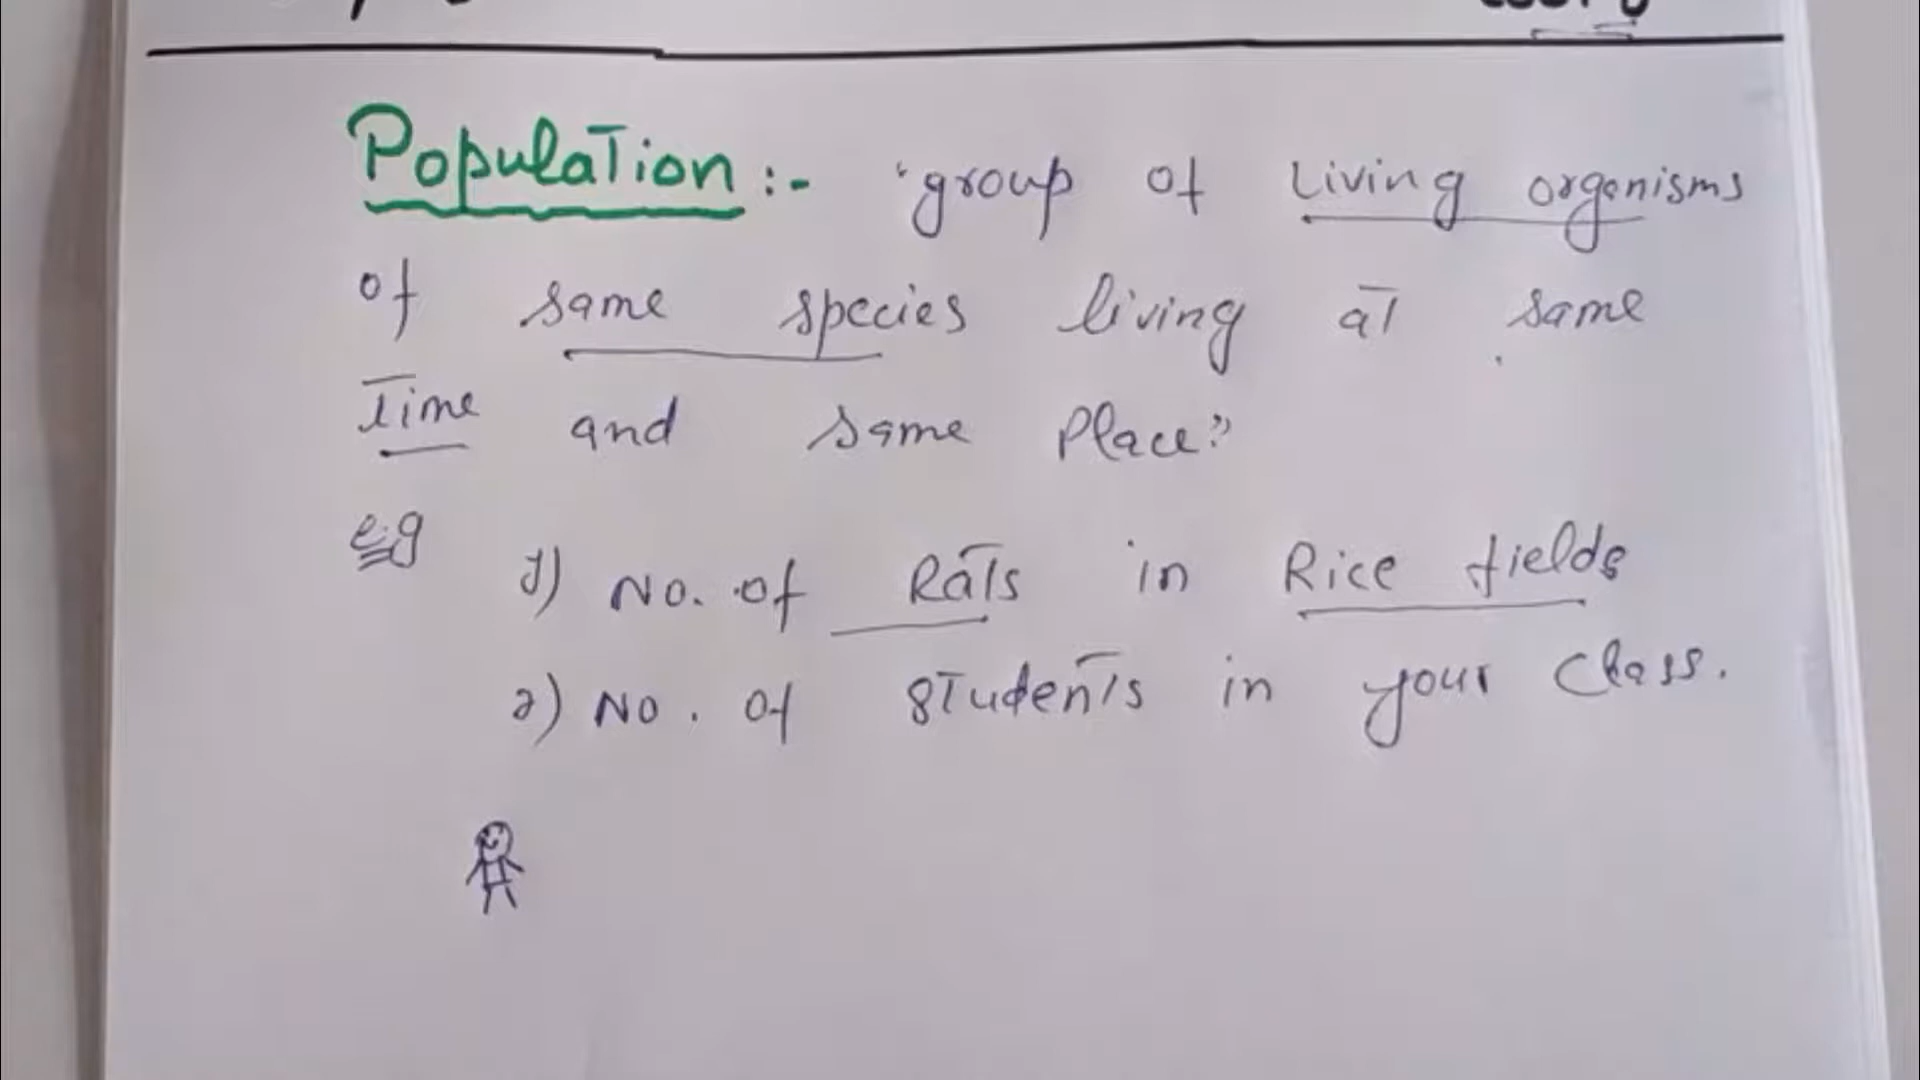 Population :- "group of Living organisms
of same species living at same
Time and same Place"
e.g
1) No. of Rats in Rice fields
2) No. of students in your Class.